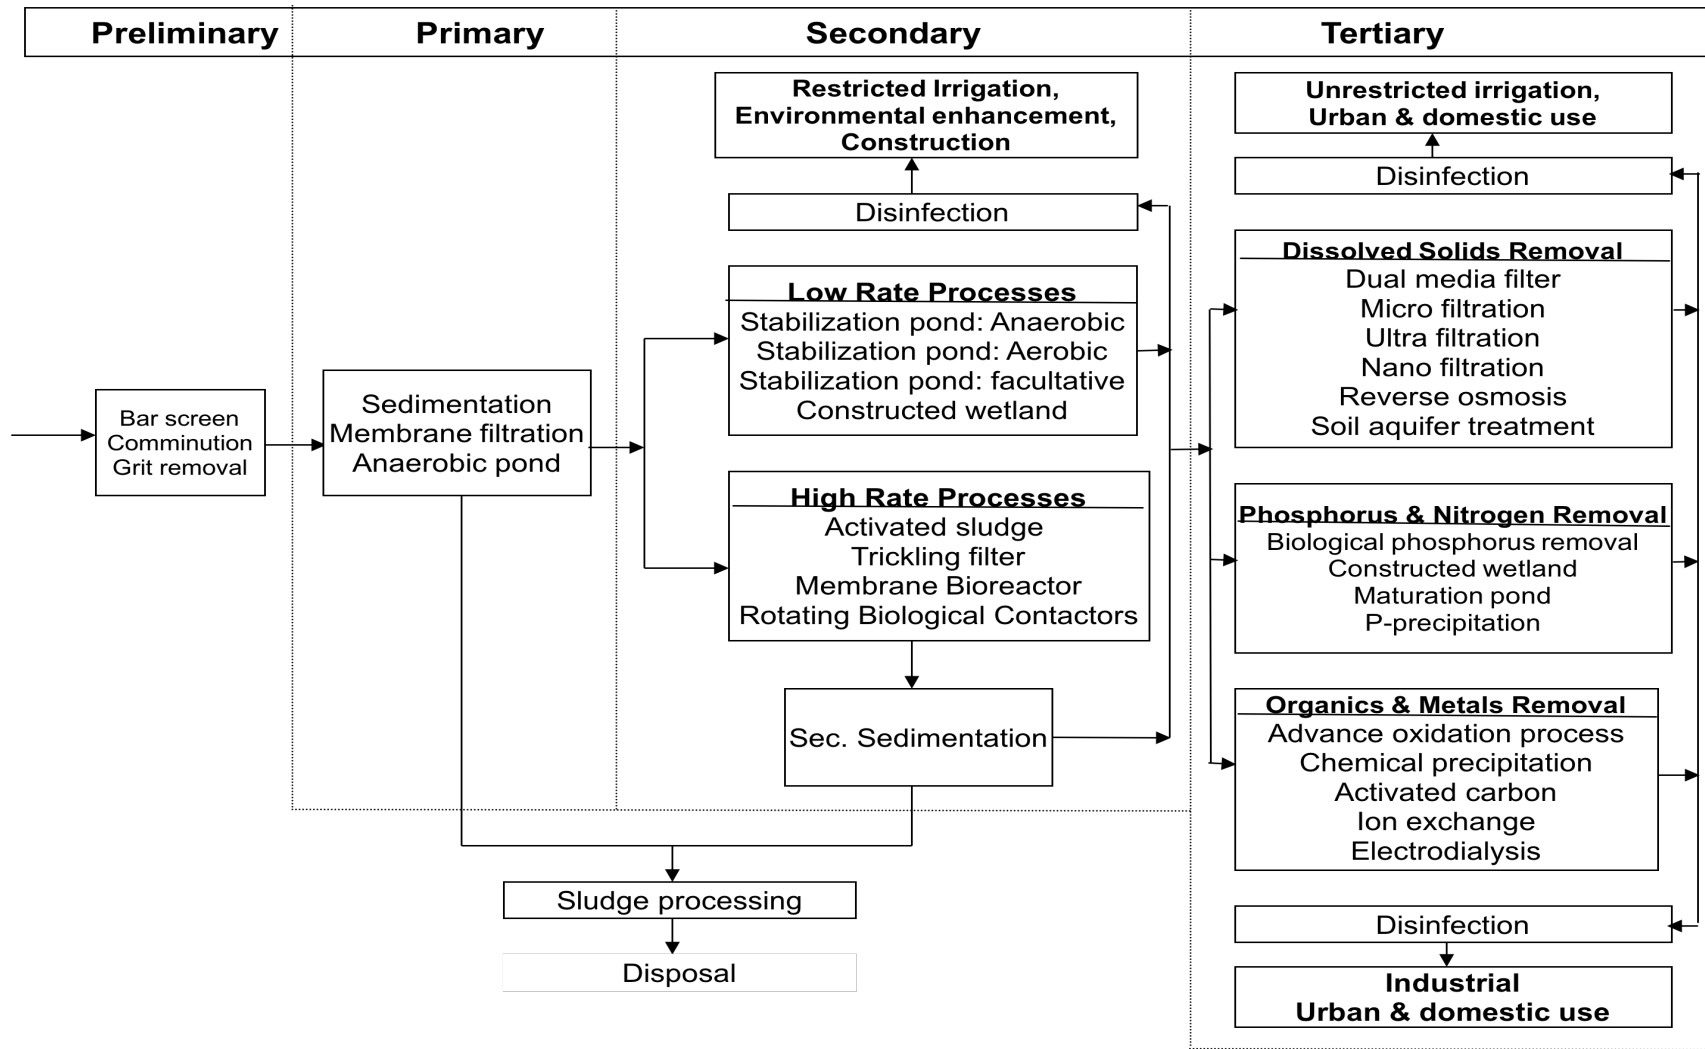 Preliminary
Primary
Secondary
Tertiary
Bar screen
Comminution
Grit removal
Sedimentation
Membrane filtration
Anaerobic pond
Restricted Irrigation,
Environmental enhancement,
Construction
Disinfection
Low Rate Processes
Stabilization pond: Anaerobic
Stabilization pond: Aerobic
Stabilization pond: facultative
Constructed wetland
High Rate Processes
Activated sludge
Trickling filter
Membrane Bioreactor
Rotating Biological Contactors
Sec. Sedimentation
Sludge processing
Disposal
Unrestricted irrigation,
Urban & domestic use
Disinfection
Dissolved Solids Removal
Dual media filter
Micro filtration
Ultra filtration
Nano filtration
Reverse osmosis
Soil aquifer treatment
Phosphorus & Nitrogen Removal
Biological phosphorus removal
Constructed wetland
Maturation pond
P-precipitation
Organics & Metals Removal
Advance oxidation process
Chemical precipitation
Activated carbon
Ion exchange
Electrodialysis
Disinfection
Industrial
Urban & domestic use